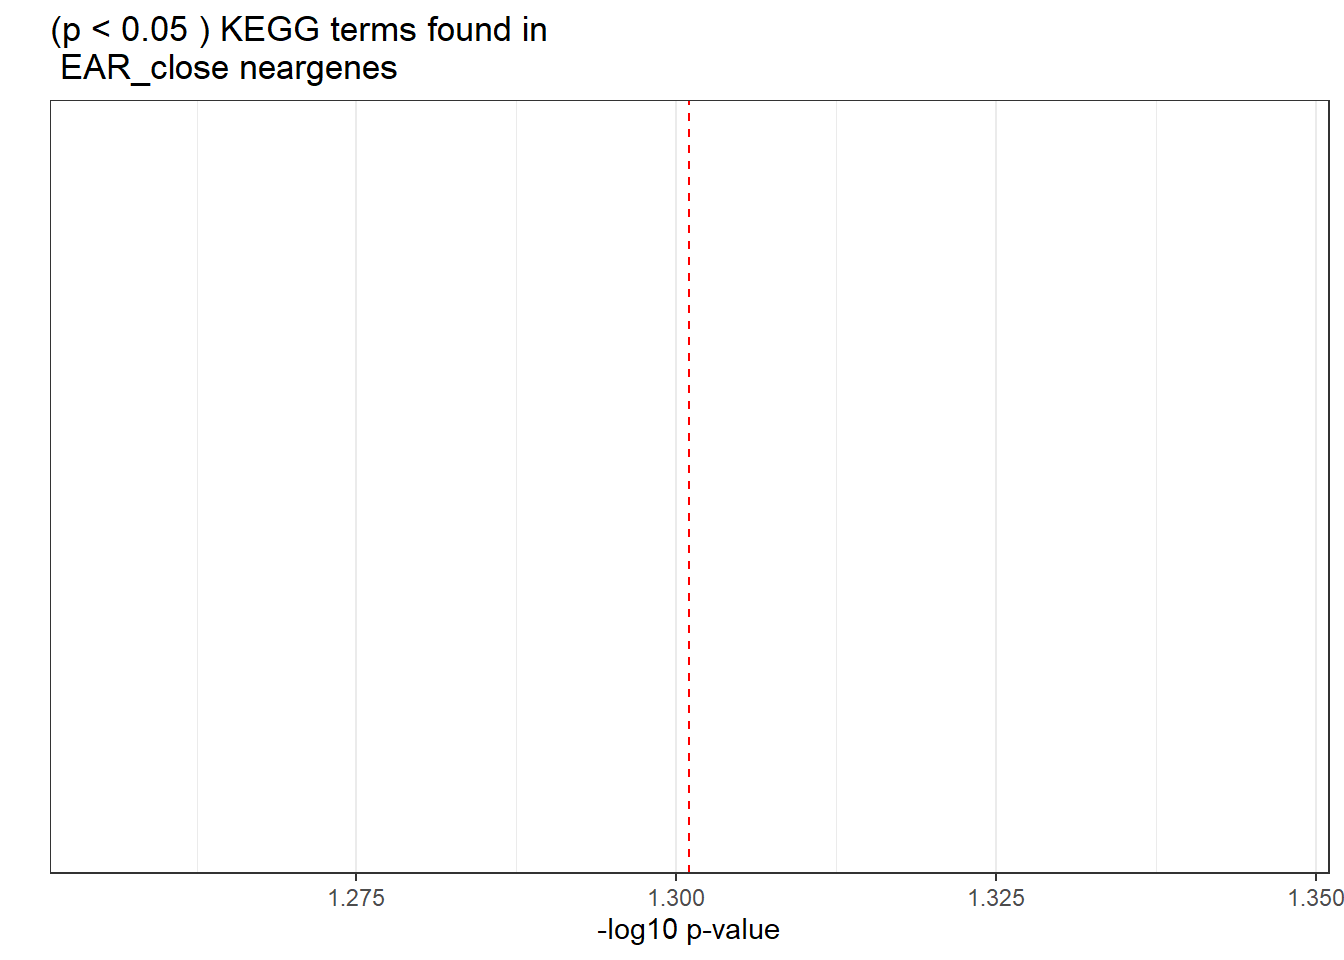 (p < 0.05 ) KEGG terms found in
EAR_close neargenes
1.275
1.300
1.325
1.350
-log10 p-value